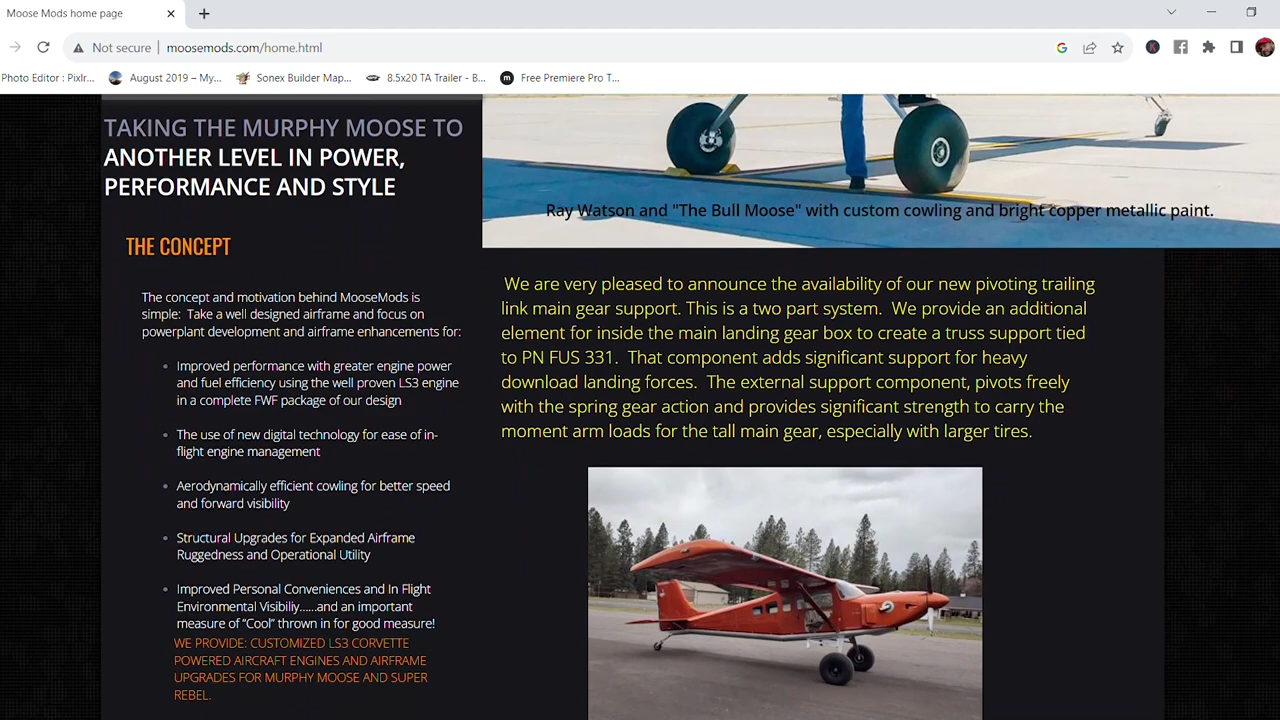 Moose Mods home page
Not secure
moosemods.com/home.html
Photo Editor : Pixlr...
August 2019 – My...
Sonex Builder Map...
8.5x20 TA Trailer - B...
Free Premiere Pro T...
TAKING THE MURPHY MOOSE TO
ANOTHER LEVEL IN POWER,
PERFORMANCE AND STYLE
THE CONCEPT
The concept and motivation behind MooseMods is
simple: Take a well designed airframe and focus on
powerplant development and airframe enhancements for:
Improved performance with greater engine power
and fuel efficiency using the well proven LS3 engine
in a complete FWF package of our design
The use of new digital technology for ease of in-
flight engine management
Aerodynamically efficient cowling for better speed
and forward visibility
Structural Upgrades for Expanded Airframe
Ruggedness and Operational Utility
Improved Personal Conveniences and In Flight
Environmental Visibiliy......and an important
measure of “Cool” thrown in for good measure!
WE PROVIDE: CUSTOMIZED LS3 CORVETTE
POWERED AIRCRAFT ENGINES AND AIRFRAME
UPGRADES FOR MURPHY MOOSE AND SUPER
REBEL.
Ray Watson and "The Bull Moose" with custom cowling and bright copper metallic paint.
We are very pleased to announce the availability of our new pivoting trailing
link main gear support. This is a two part system. We provide an additional
element for inside the main landing gear box to create a truss support tied
to PN FUS 331. That component adds significant support for heavy
download landing forces. The external support component, pivots freely
with the spring gear action and provides significant strength to carry the
moment arm loads for the tall main gear, especially with larger tires.